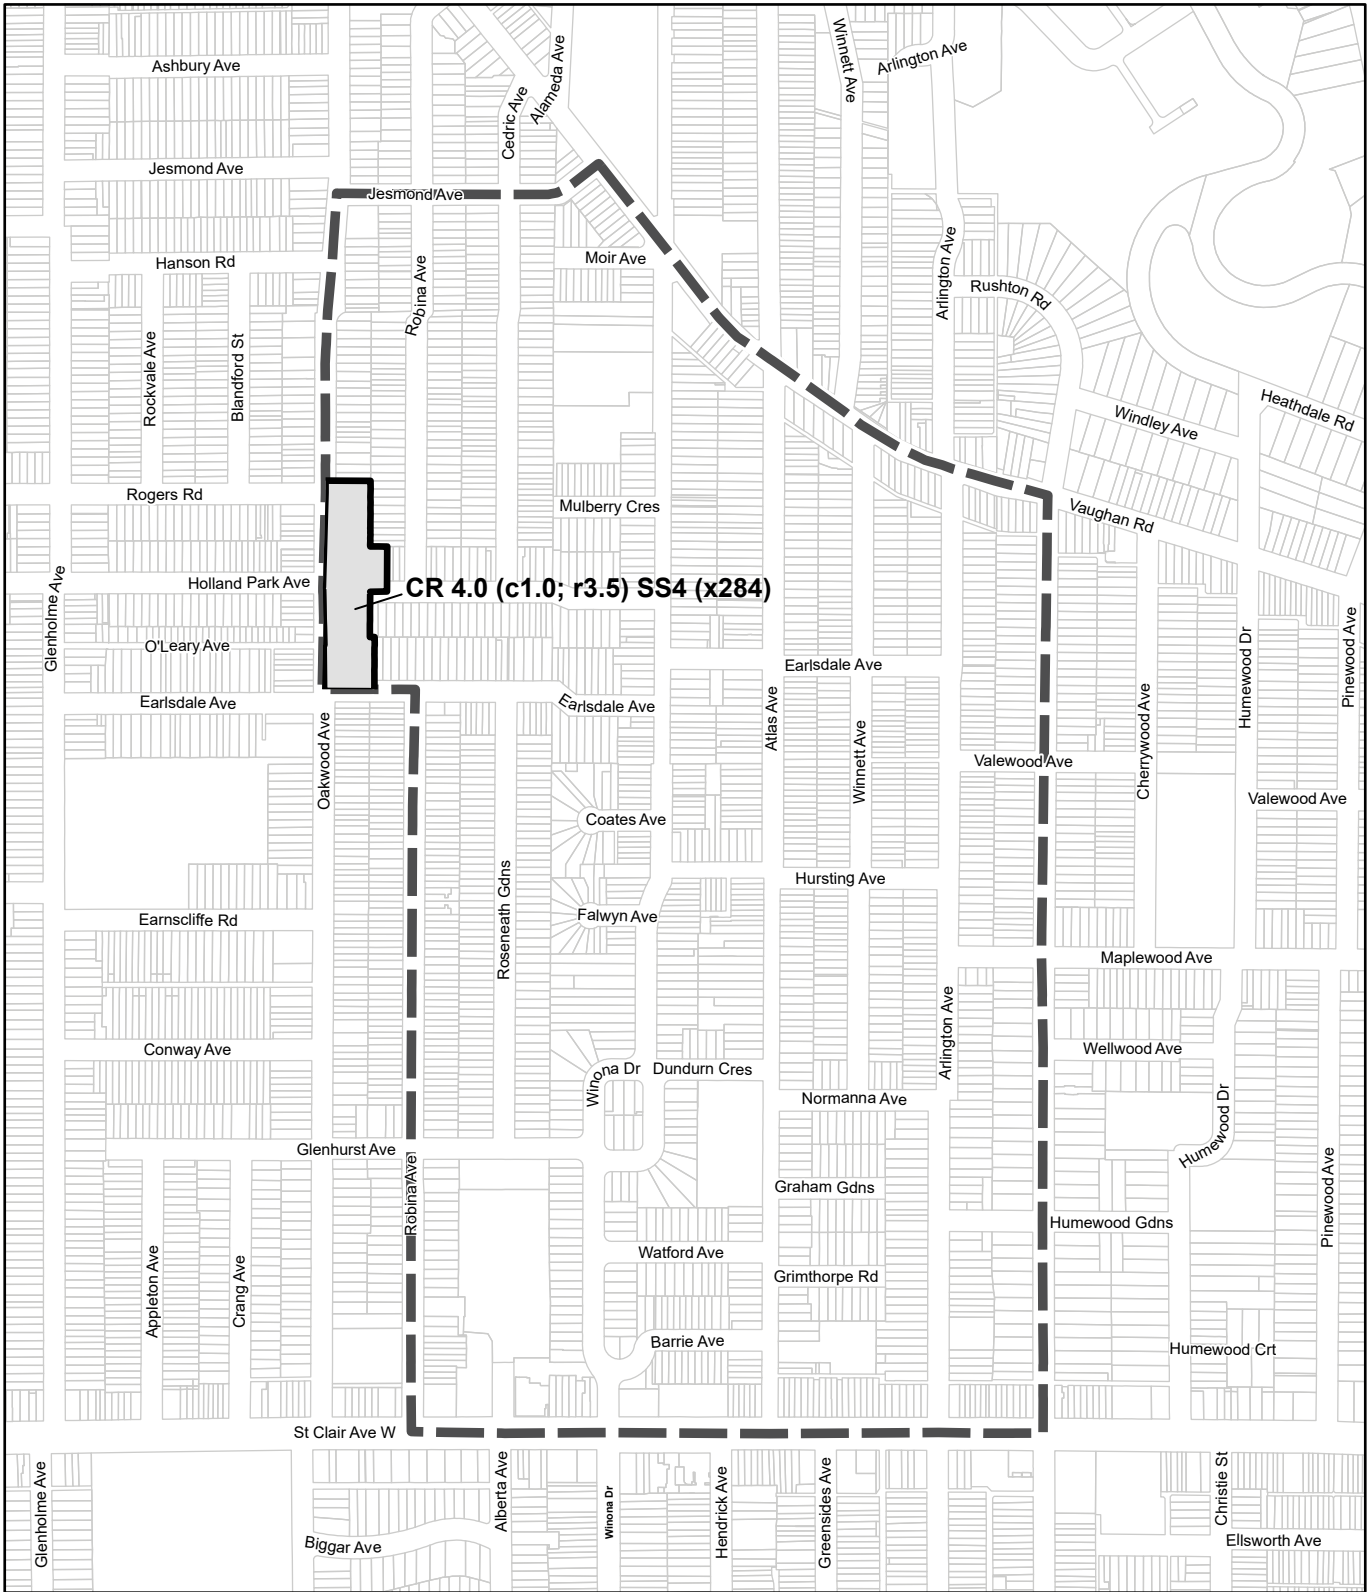 Winnett Ave
Arlington Ave
Ashbury Ave
Alameda Ave
Cedric Ave
Jesmond Ave
Jesmond Ave
Hanson Rd
Moir Ave
Robina Ave
Arlington Ave
Rushton Rd
Rockvale Ave
Blandford St
Heathdale Rd
Windley Ave
Rogers Rd
Mulberry Cres
Vaughan Rd
Holland Park Ave
CR 4.0 (c1.0; r3.5) SS4 (x284)
Glenholme Ave
O'Leary Ave
Earlsdale Ave
Humewood Dr
Pinewood Ave
Earlsdale Ave
Earlsdale Ave
Atlas Ave
Winnett Ave
Cherrywood Ave
Oakwood Ave
Valewood Ave
Valewood Ave
Coates Ave
Hursting Ave
Roseneath Gdns
Falwyn Ave
Earnscliffe Rd
Maplewood Ave
Arlington Ave
Conway Ave
Wellwood Ave
Winona Dr
Dundurn Cres
Normanna Ave
Humewood Dr
Glenhurst Ave
Robina Ave
Graham Gdns
Pinewood Ave
Humewood Gdns
Watford Ave
Grimthorpe Rd
Appleton Ave
Crang Ave
Barrie Ave
Humewood Crt
St Clair Ave W
Glenholme Ave
Alberta Ave
Winona Dr
Hendrick Ave
Greensides Ave
Christie St
Biggar Ave
Ellsworth Ave